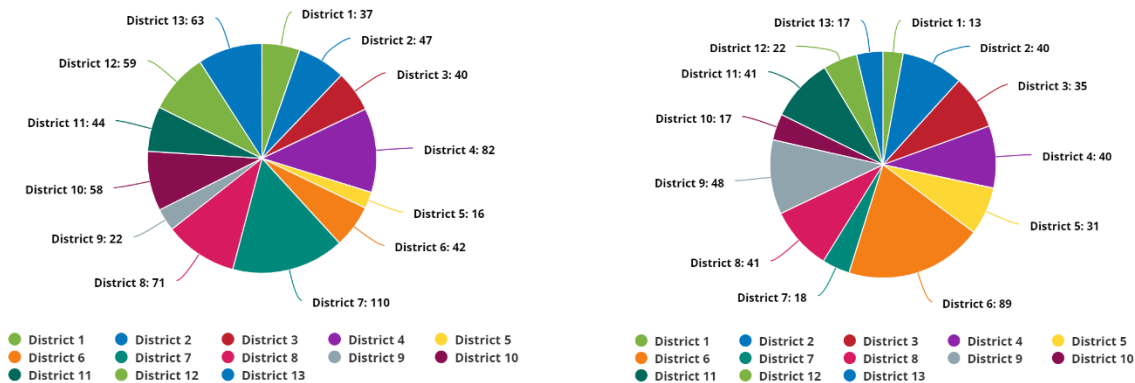 District 13: 63
District 1: 37
District 2: 47
District 12: 59
District 3: 40
District 11: 44
District 4: 82
District 10: 58
District 5: 16
District 9: 22
District 6: 42
District 8: 71
District 7: 110
District 1
District 2
District 3
District 4
District 5
District 6
District 7
District 8
District 9
District 10
District 11
District 12
District 13
District 13: 17
District 1: 13
District 12: 22
District 2: 40
District 11: 41
District 3: 35
District 10: 17
District 4: 40
District 9: 48
District 5: 31
District 8: 41
District 7: 18
District 6: 89
District 1
District 2
District 3
District 4
District 5
District 6
District 7
District 8
District 9
District 10
District 11
District 12
District 13